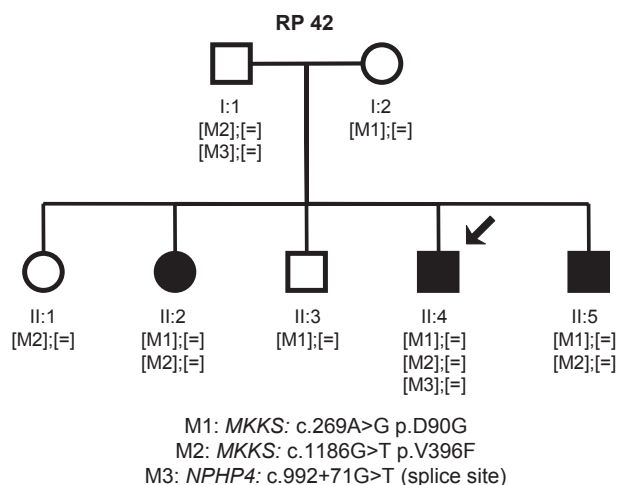 RP 42
I:1
[M2];[=]
[M3];[=]
I:2
[M1];[=]
II:1
[M2];[=]
II:2
[M1];[=]
[M2];[=]
II:3
[M1];[=]
II:4
[M1];[=]
[M2];[=]
[M3];[=]
II:5
[M1];[=]
[M2];[=]
M1: MKKS: c.269A>G p.D90G
M2: MKKS: c.1186G>T p.V396F
M3: NPHP4: c.992+71G>T (splice site)